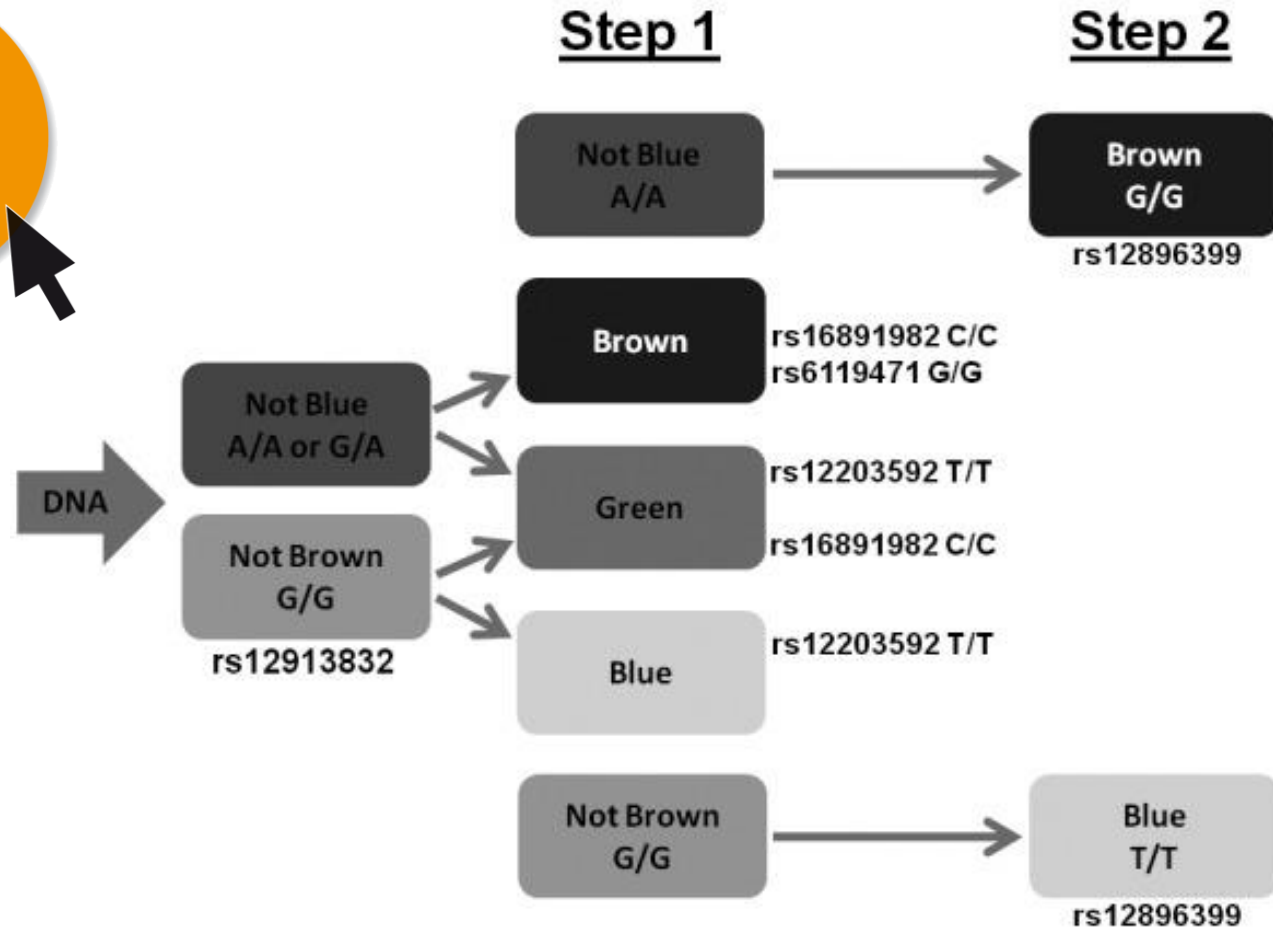 Step 1
Step 2
Not Blue
A/A
Brown
G/G
rs12896399
Brown
rs16891982 C/C
rs6119471 G/G
Not Blue
A/A or G/A
DNA
Green
rs12203592 T/T
rs16891982 C/C
Not Brown
G/G
rs12913832
Blue
rs12203592 T/T
Not Brown
G/G
Blue
T/T
rs12896399